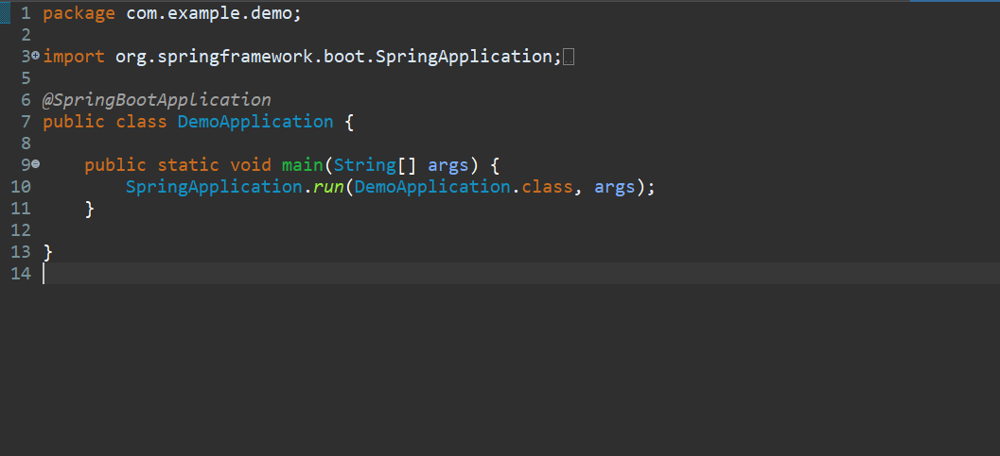 1 package com.example.demo;
2
3 import org.springframework.boot.SpringApplication;
5
6 @SpringBootApplication
7 public class DemoApplication {
8
9     public static void main(String[] args) {
10         SpringApplication.run(DemoApplication.class, args);
11     }
12
13 }
14